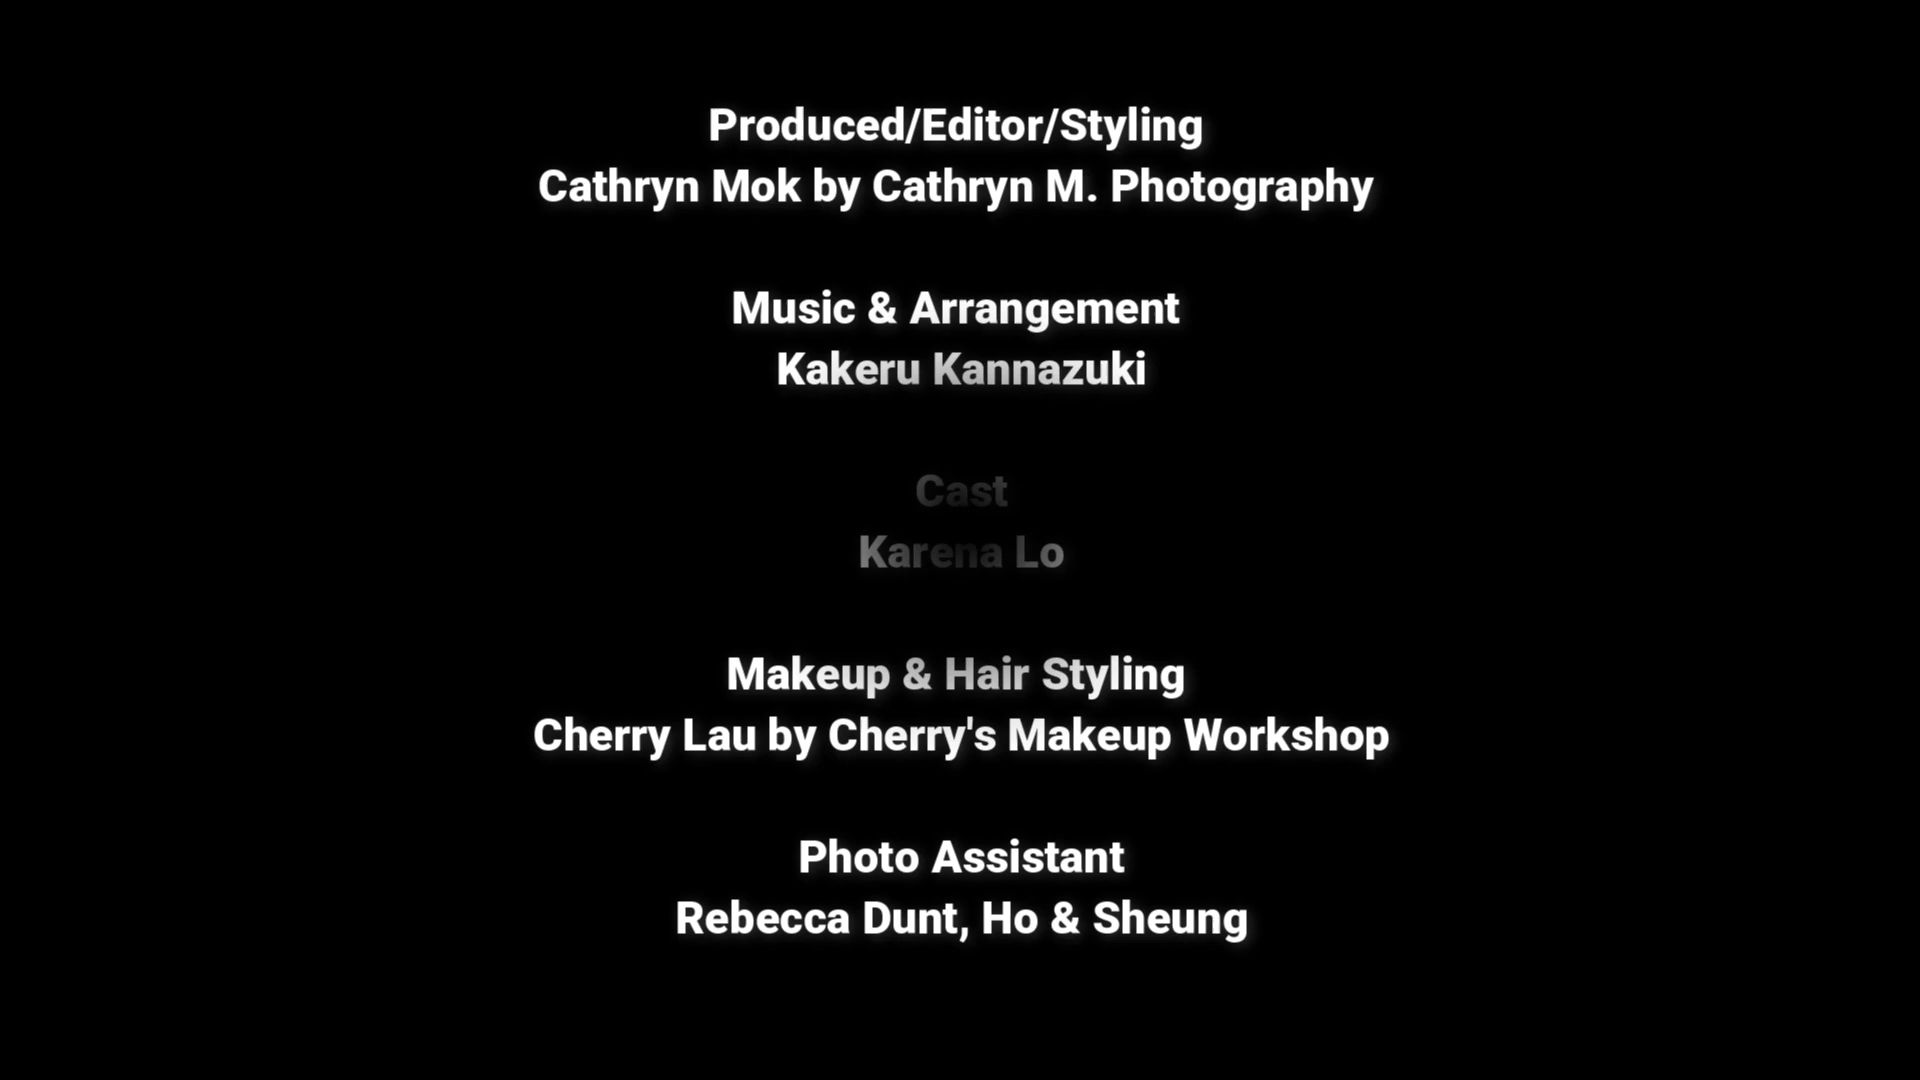 Produced/Editor/Styling
Cathryn Mok by Cathryn M. Photography
Music & Arrangement
Kakeru Kannazuki
Cast
Karena Lo
Makeup & Hair Styling
Cherry Lau by Cherry's Makeup Workshop
Photo Assistant
Rebecca Dunt, Ho & Sheung